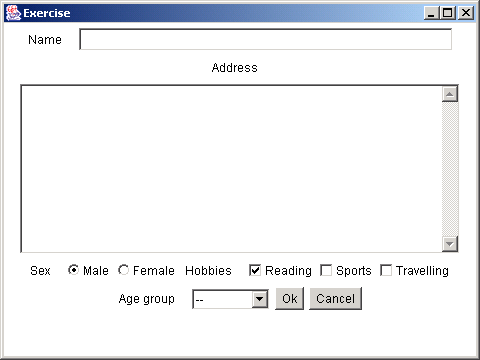 Exercise
Name
Address
Sex Male Female Hobbies Reading Sports Travelling
Age group -- Ok Cancel